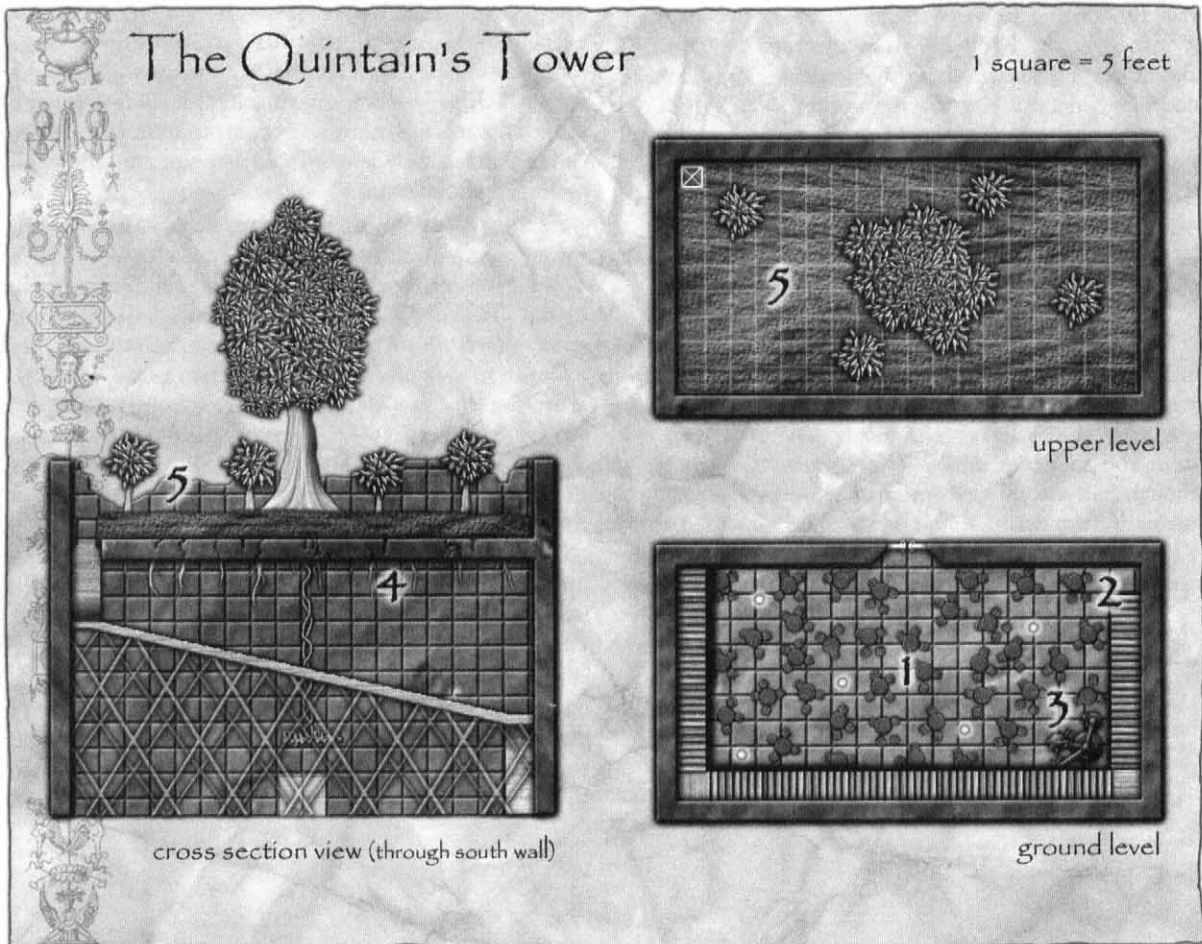 The Quintain's Tower
1 square = 5 feet
5
upper level
5
4
cross section view (through south wall)
2
1
3
ground level